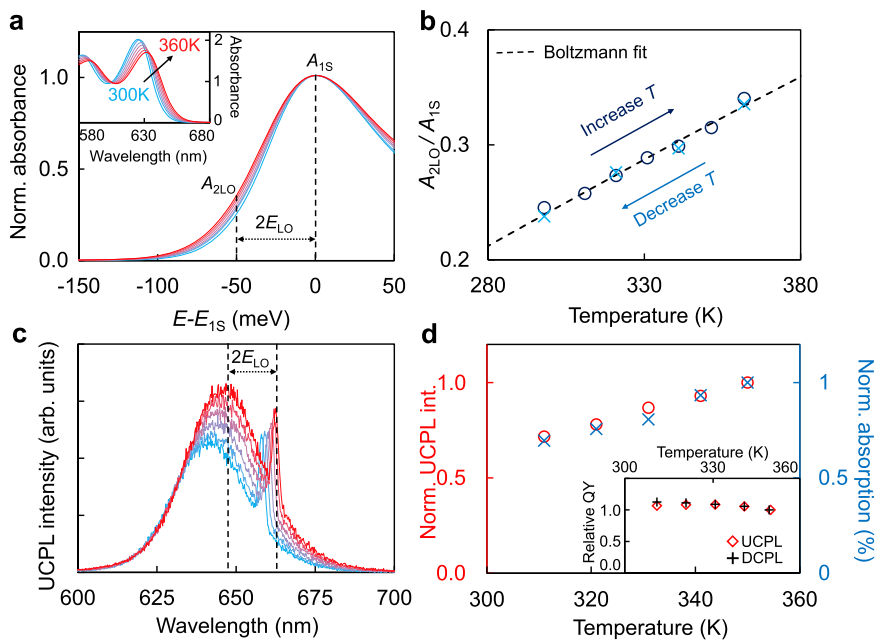 a
Norm. absorbance
1.0
0.5
0.0
-150
-100
-50
0
50
E-E1S (meV)
A1S
A2LO
2ELO
360K
300K
2
1
0
Absorbance
580
630
680
Wavelength (nm)
b
A2LO/A1S
0.4
0.3
0.2
280
330
380
Temperature (K)
Boltzmann fit
Increase T
Decrease T
c
UCPL intensity (arb. units)
2ELO
600
625
650
675
700
Wavelength (nm)
d
Norm. UCPL int.
1.0
0.5
0.0
300
320
340
360
Temperature (K)
1
0.5
0
Norm. absorption (%)
Temperature (K)
300
330
360
Relative QY
1.0
0.5
0.0
UCPL
DCPL